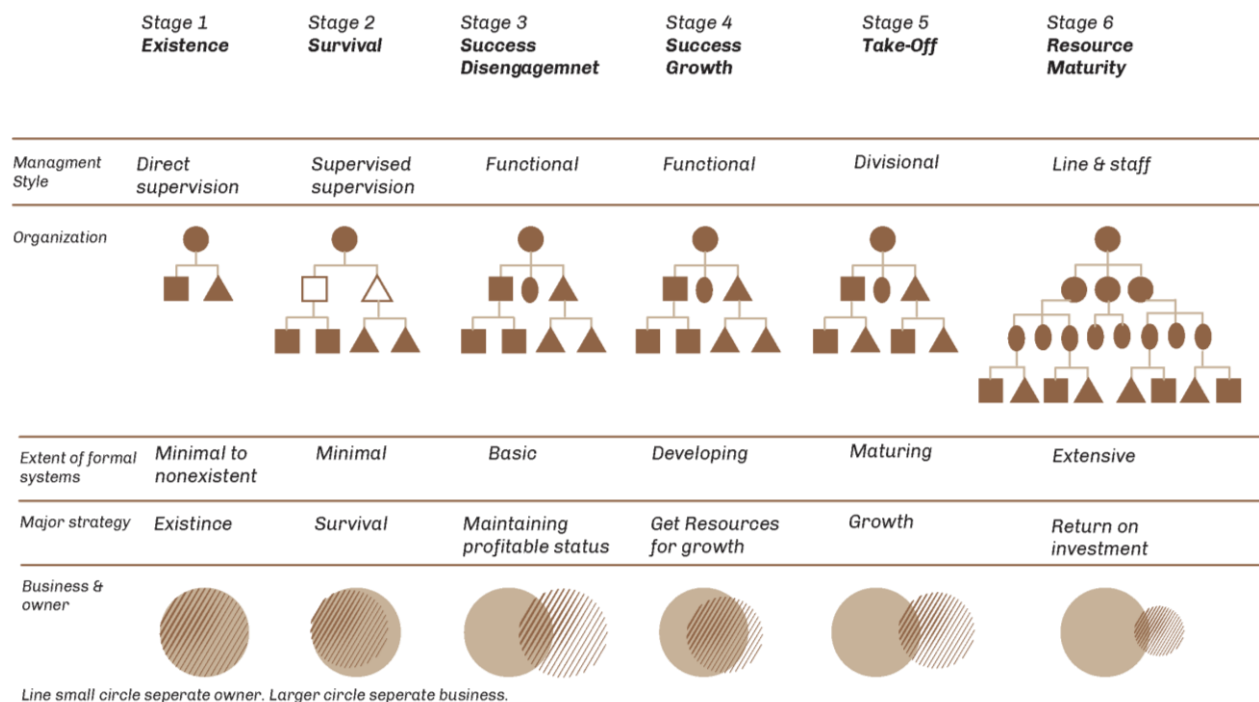 Stage 1
Existence
Stage 2
Survival
Stage 3
Success
Disengagemnet
Stage 4
Success
Growth
Stage 5
Take-Off
Stage 6
Resource
Maturity
Managment
Style
Direct
supervision
Supervised
supervision
Functional
Functional
Divisional
Line & staff
Organization
Extent of formal
systems
Minimal to
nonexistent
Minimal
Basic
Developing
Maturing
Extensive
Major strategy
Existince
Survival
Maintaining
profitable status
Get Resources
for growth
Growth
Return on
investment
Business &
owner
Line small circle seperate owner. Larger circle seperate business.